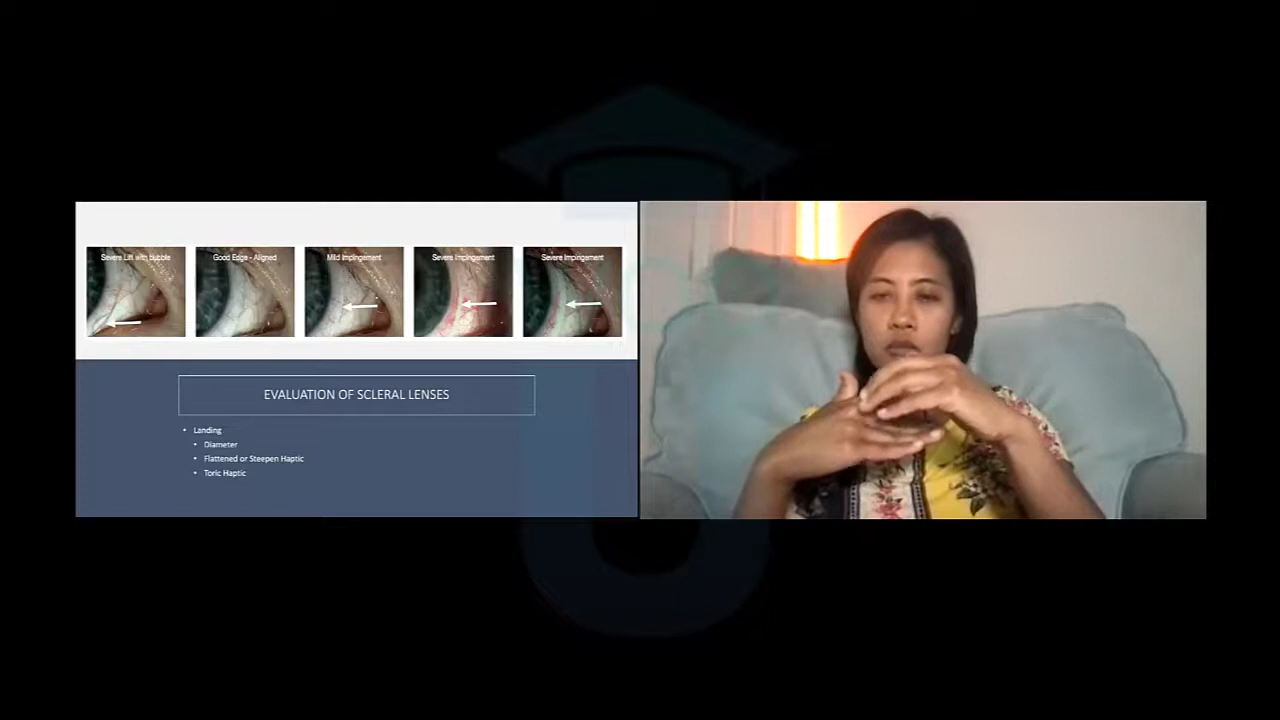 Severe Lift with bubble
Good Edge - Aligned
Mild Impingement
Severe Impingement
Severe Impingement
EVALUATION OF SCLERAL LENSES
• Landing
• Diameter
• Flattened or Steepen Haptic
• Toric Haptic